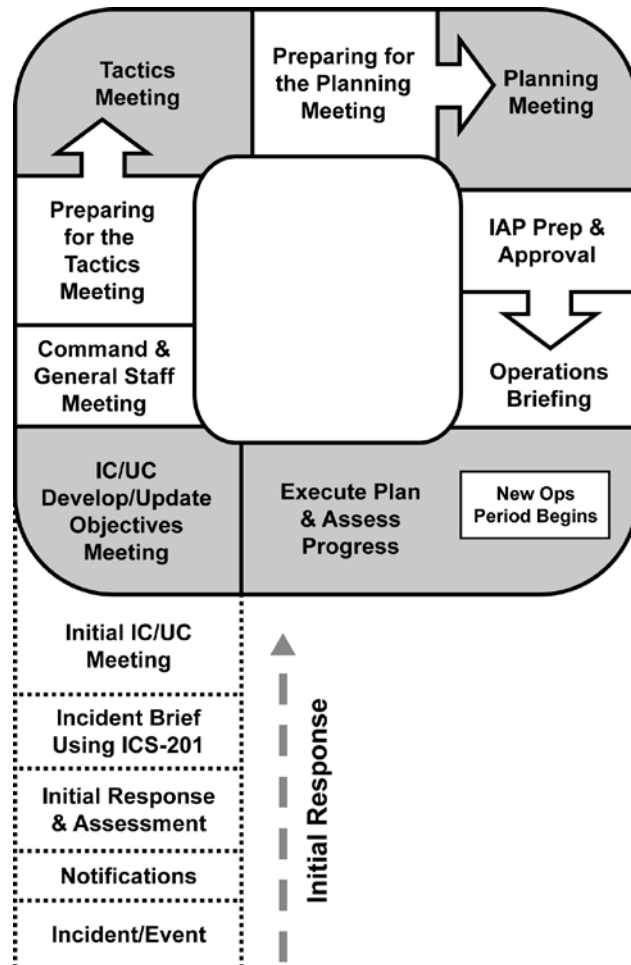 Tactics
Meeting
Preparing for
the Planning
Meeting
Planning
Meeting
Preparing
for the
Tactics
Meeting
IAP Prep &
Approval
Command &
General Staff
Meeting
Operations
Briefing
IC/UC
Develop/Update
Objectives
Meeting
Execute Plan
& Assess
Progress
New Ops
Period Begins
Initial IC/UC
Meeting
Incident Brief
Using ICS-201
Initial Response
& Assessment
Notifications
Incident/Event
Initial Response